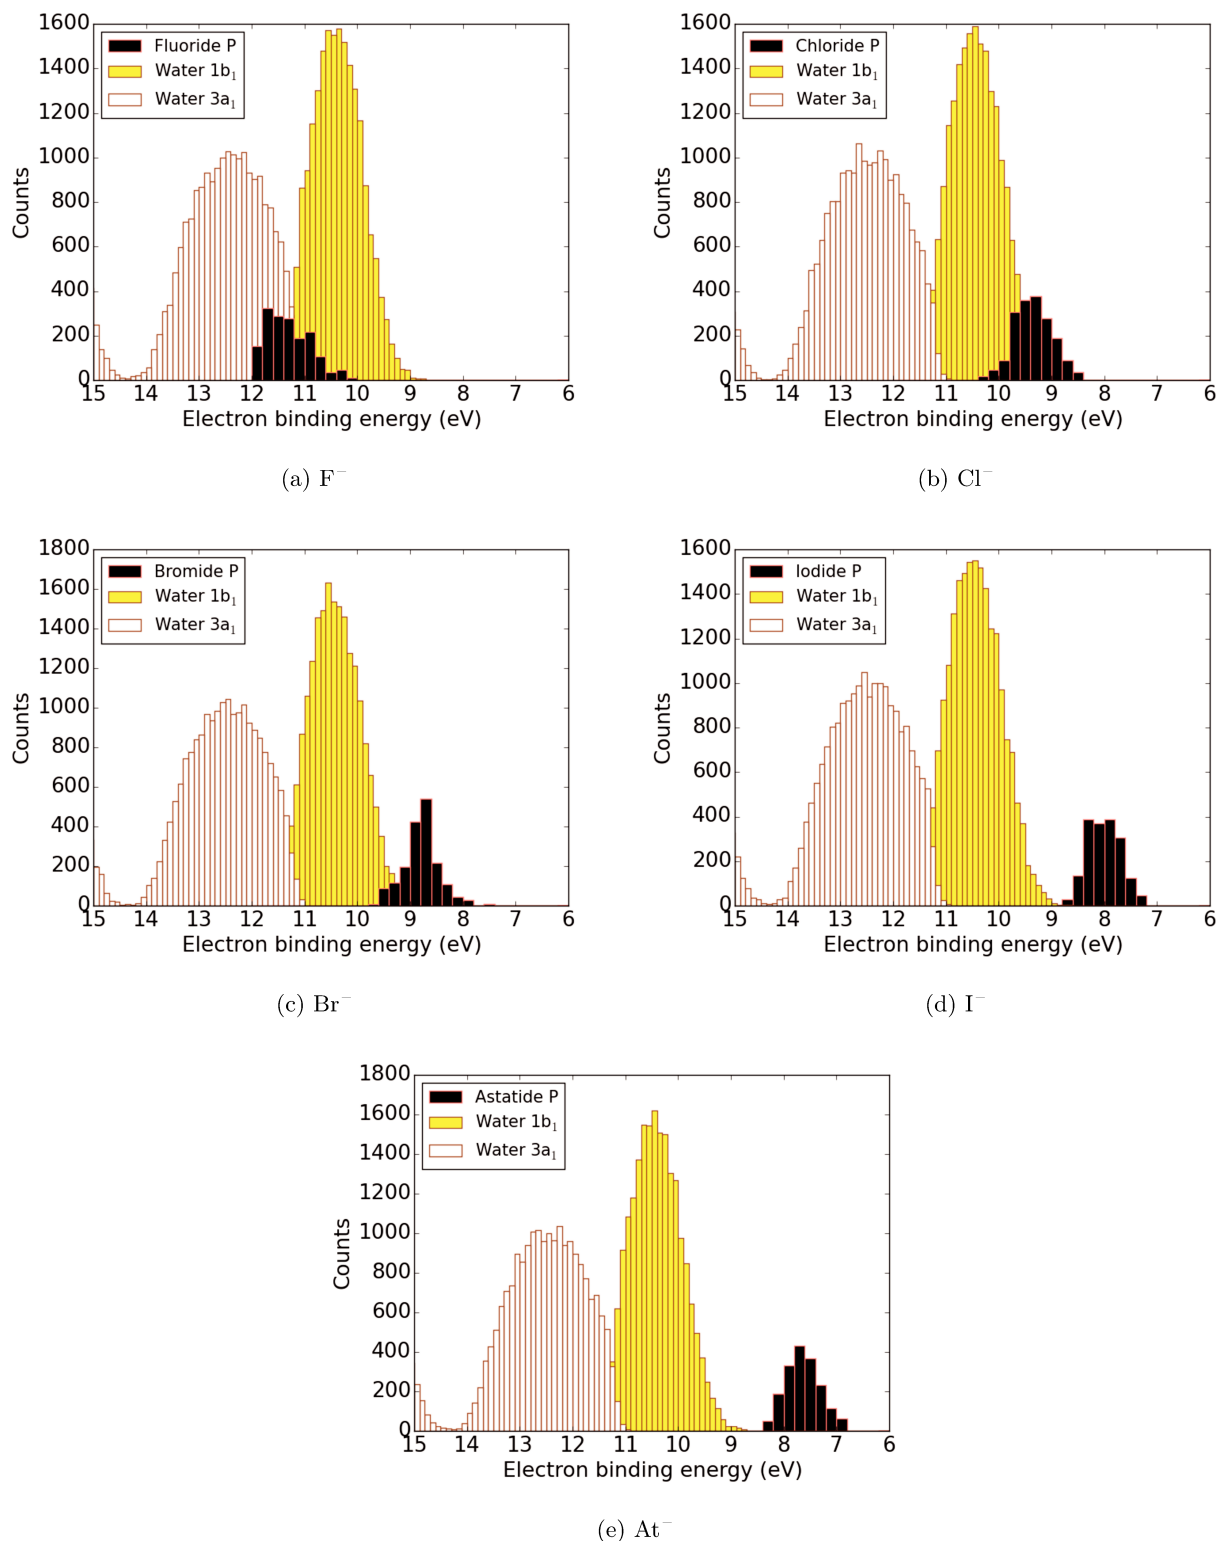 1600
1400
1200
1000
800
600
400
200
0
Counts
Fluoride P
Water 1b₁
Water 3a₁
15 14 13 12 11 10 9 8 7 6
Electron binding energy (eV)
(a) F⁻
1600
1400
1200
1000
800
600
400
200
0
Counts
Chloride P
Water 1b₁
Water 3a₁
15 14 13 12 11 10 9 8 7 6
Electron binding energy (eV)
(b) Cl⁻
1800
1600
1400
1200
1000
800
600
400
200
0
Counts
Bromide P
Water 1b₁
Water 3a₁
15 14 13 12 11 10 9 8 7 6
Electron binding energy (eV)
(c) Br⁻
1600
1400
1200
1000
800
600
400
200
0
Counts
Iodide P
Water 1b₁
Water 3a₁
15 14 13 12 11 10 9 8 7 6
Electron binding energy (eV)
(d) I⁻
1800
1600
1400
1200
1000
800
600
400
200
0
Counts
Astatide P
Water 1b₁
Water 3a₁
15 14 13 12 11 10 9 8 7 6
Electron binding energy (eV)
(e) At⁻